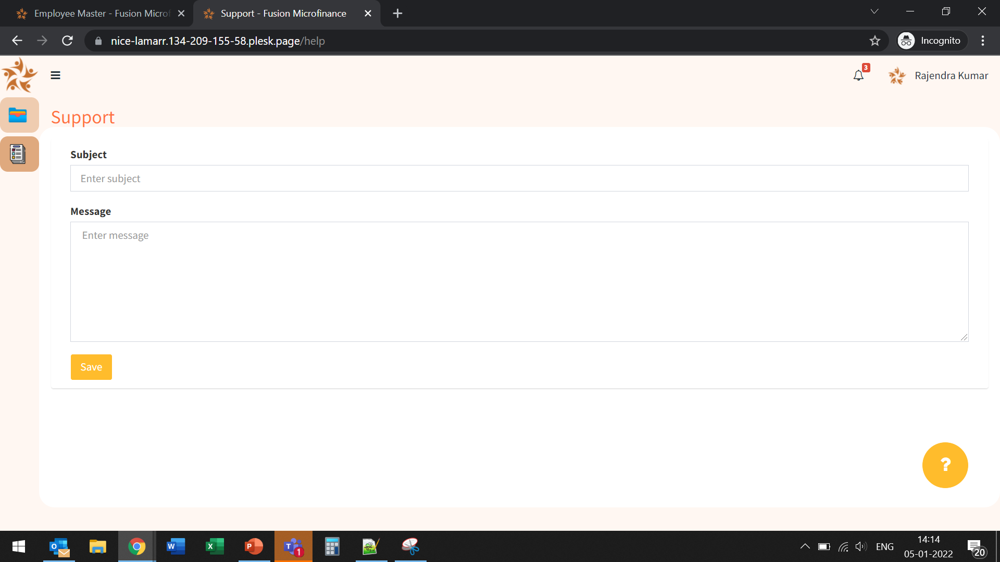 Employee Master - Fusion Microf
Support - Fusion Microfinance
nice-lamarr.134-209-155-58.plesk.page/help
Incognito
3
Rajendra Kumar
Support
Subject
Enter subject
Message
Enter message
Save
?
ENG
14:14
05-01-2022
20
1